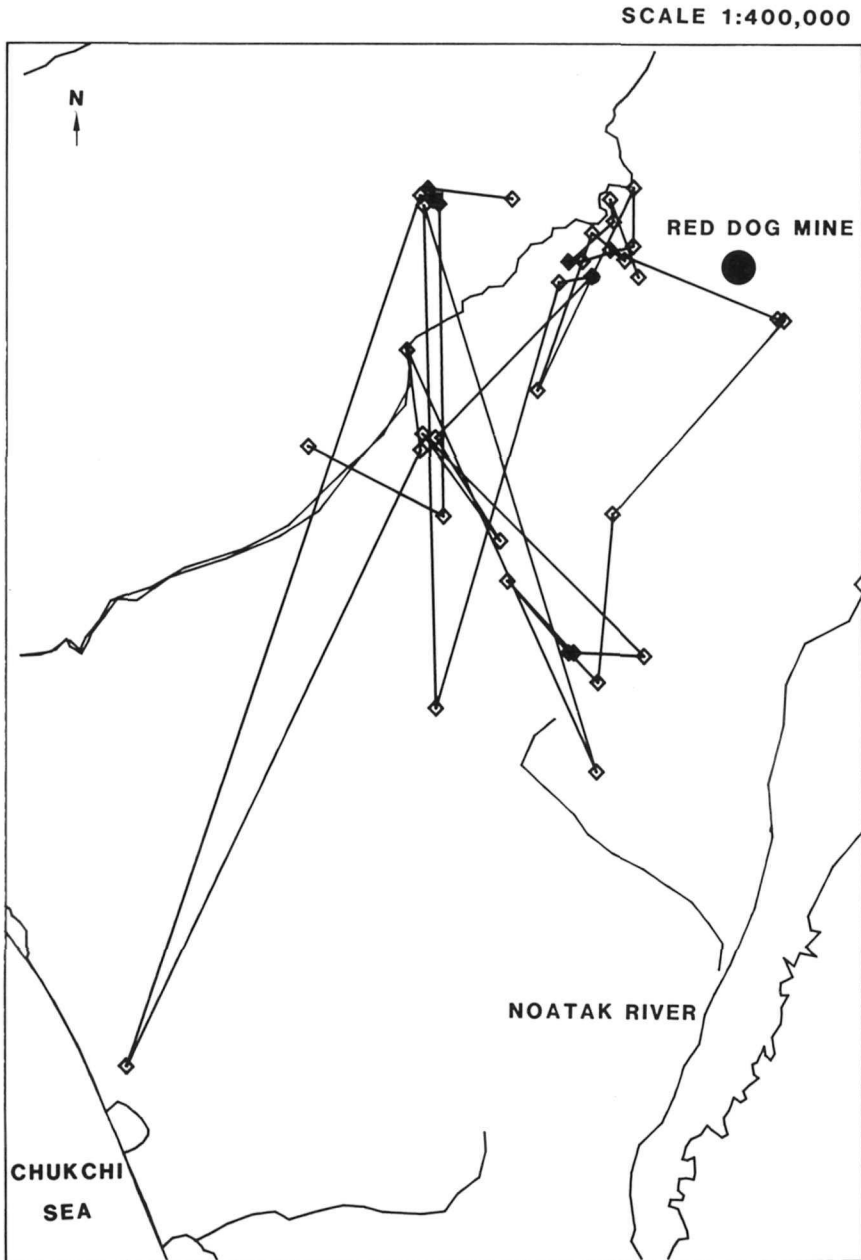 SCALE 1:400,000
N
RED DOG MINE
NOATAK RIVER
CHUKCHI
SEA